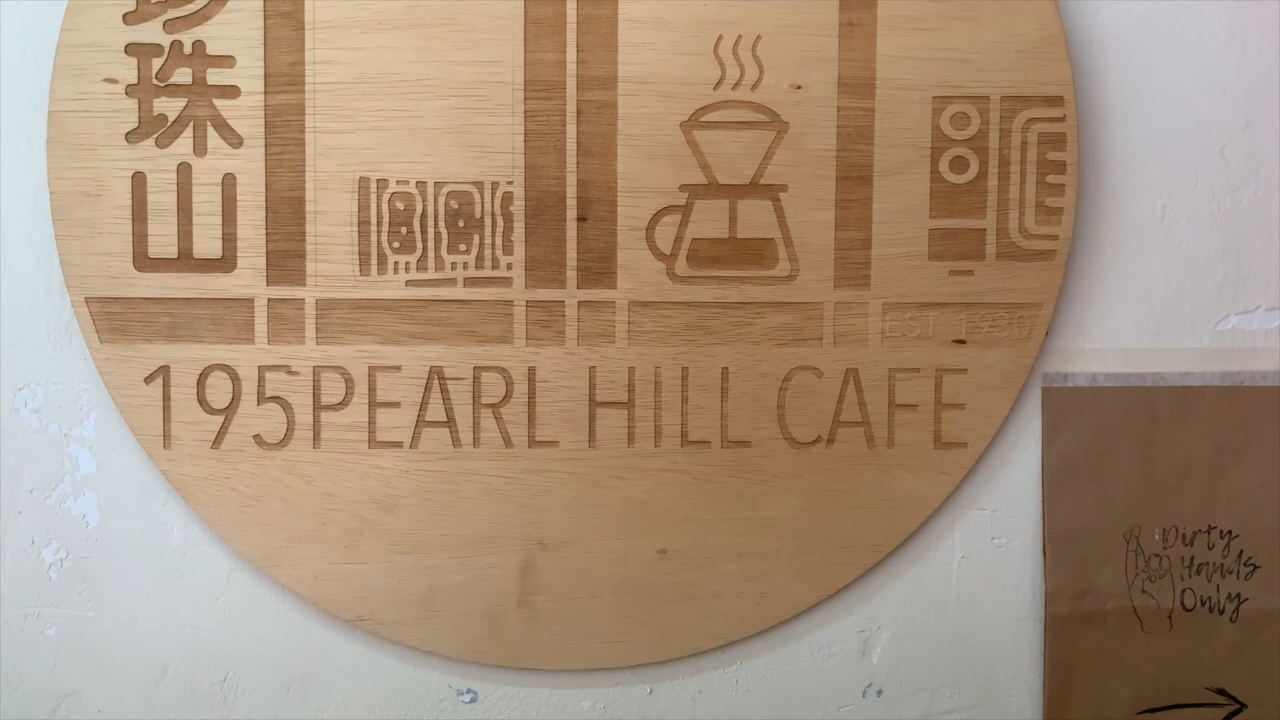 珠
山
EST 1930
195PEARL HILL CAFE
Dirty
Hands
Only